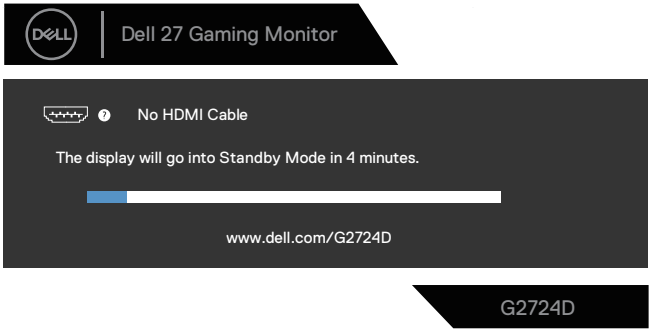 DELL
Dell 27 Gaming Monitor
? No HDMI Cable
The display will go into Standby Mode in 4 minutes.
www.dell.com/G2724D
G2724D